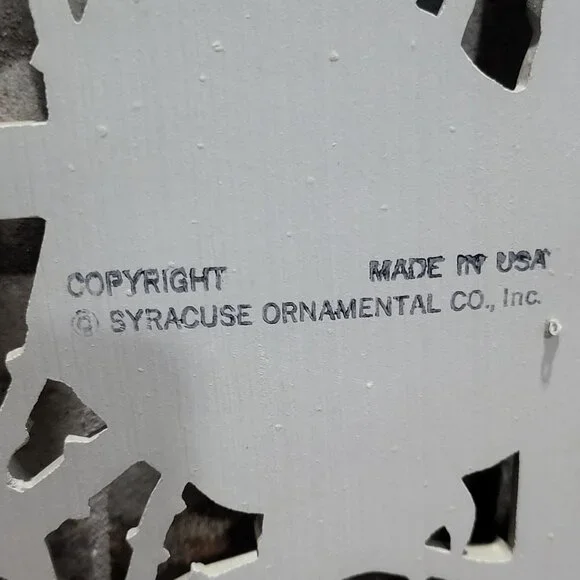 COPYRIGHT MADE IN USA
© SYRACUSE ORNAMENTAL CO., Inc.